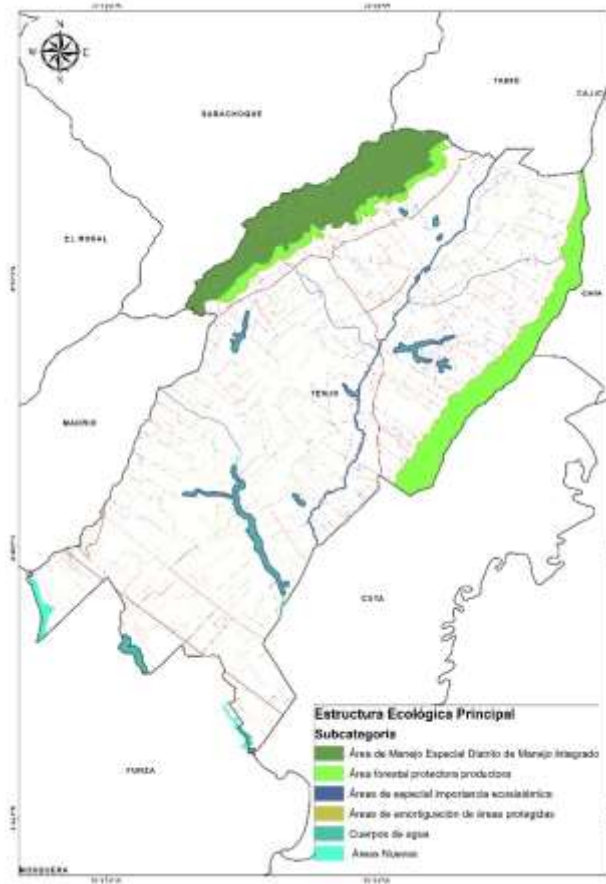 N
W
E
S
TABIO
CAJIC
SUBACHOQUE
EL ROSAL
CHIA
MADRID
TENJO
COTA
FUNZA
MOSQUERA
Estructura Ecológica Principal
Subcategoría
Área de Manejo Especial Distrito de Manejo Integrado
Área forestal protectora productora
Áreas de especial importancia ecosistémica
Áreas de amortiguación de áreas protegidas
Cuerpos de agua
Áreas Nuevas